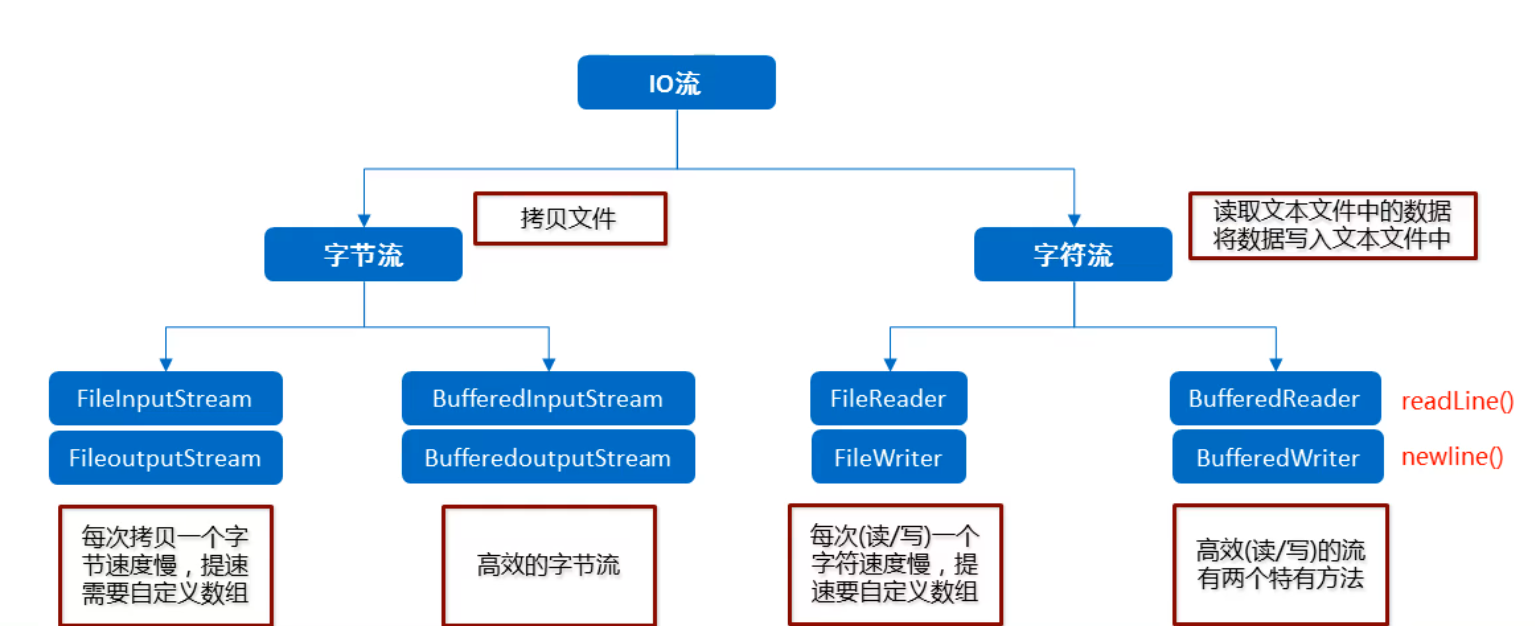 IO流
拷贝文件
读取文本文件中的数据
将数据写入文本文件中
字节流
字符流
FileInputStream
BufferedInputStream
FileReader
BufferedReader
readLine()
FileoutputStream
BufferedoutputStream
FileWriter
BufferedWriter
newline()
每次拷贝一个字
节速度慢，提速
需要自定义数组
高效的字节流
每次(读/写)一个
字符速度慢，提
速要自定义数组
高效(读/写)的流
有两个特有方法